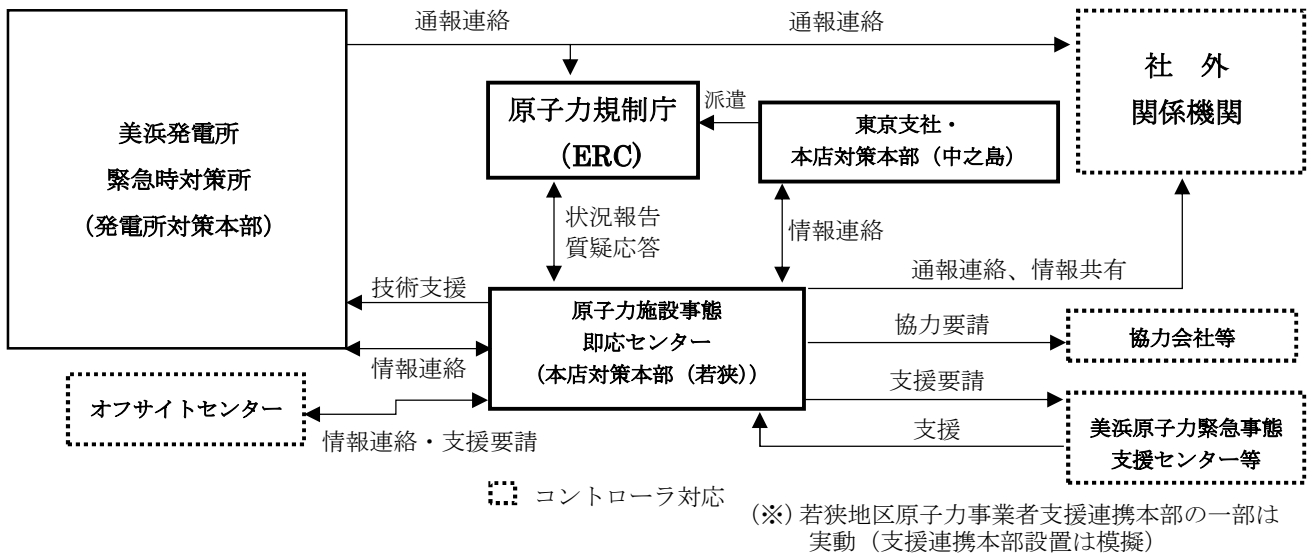 通報連絡
通報連絡
美浜発電所
緊急時対策所
(発電所対策本部)
原子力規制庁
(ERC)
派遣
東京支社・
本店対策本部(中之島)
社 外
関係機関
状況報告
質疑応答
情報連絡
通報連絡、情報共有
技術支援
情報連絡
原子力施設事態
即応センター
(本店対策本部(若狭))
協力要請
協力会社等
支援要請
支援
美浜原子力緊急事態
支援センター等
オフサイトセンター
情報連絡・支援要請
コントローラ対応
(※)若狭地区原子力事業者支援連携本部の一部は
実動(支援連携本部設置は模擬)